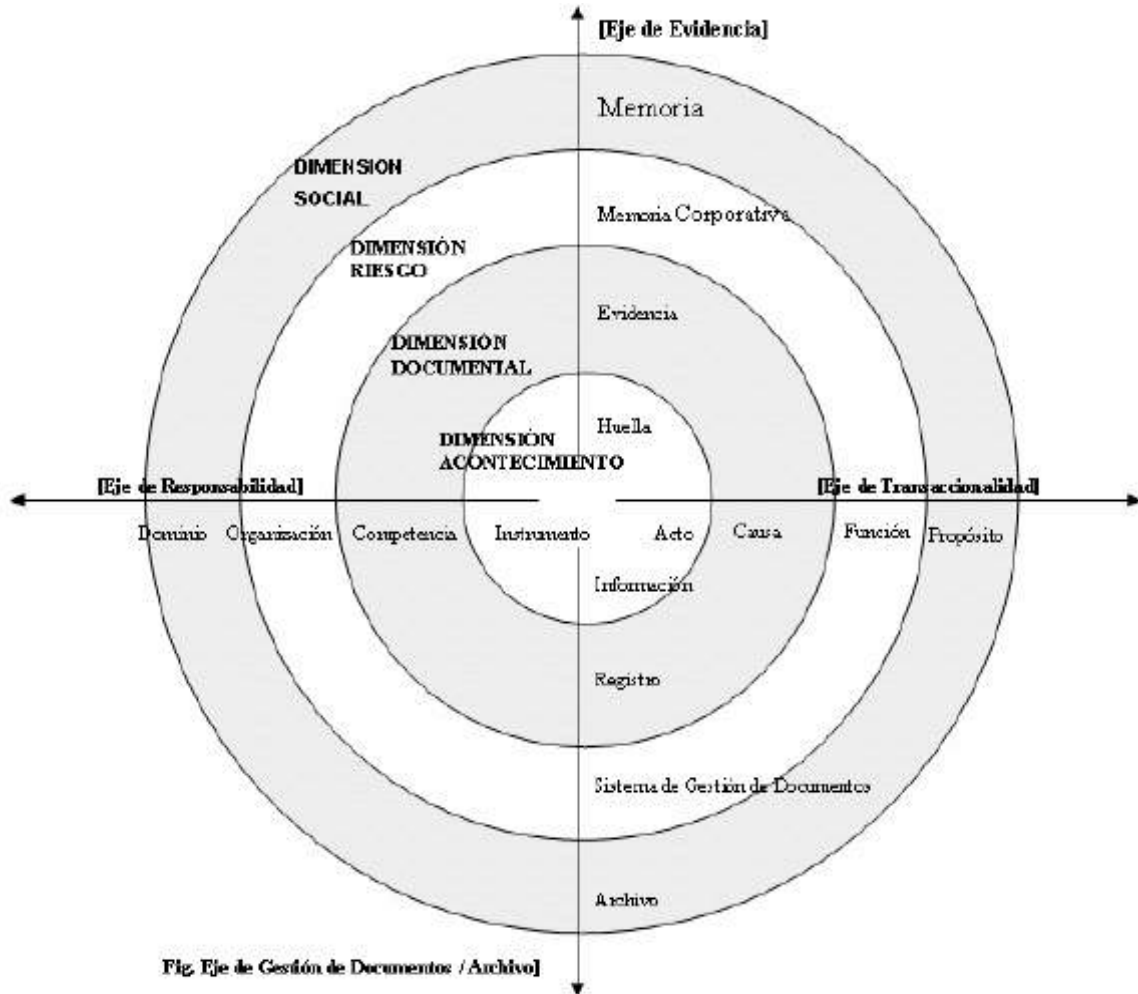 [Eje de Evidencia]
Memoria
DIMENSION
SOCIAL
Memoria Corporativa
DIMENSIÓN
RIESGO
Evidencia
DIMENSIÓN
DOCUMENTAL
Huella
DIMENSIÓN
ACONTECIMIENTO
[Eje de Responsabilidad]
[Eje de Transaccionalidad]
Dominio
Organización
Competencia
Instrumento
Acto
Causa
Función
Propósito
Información
Registro
Sistema de Gestión de Documentos
Archivo
Fig. Eje de Gestión de Documentos / Archivo]